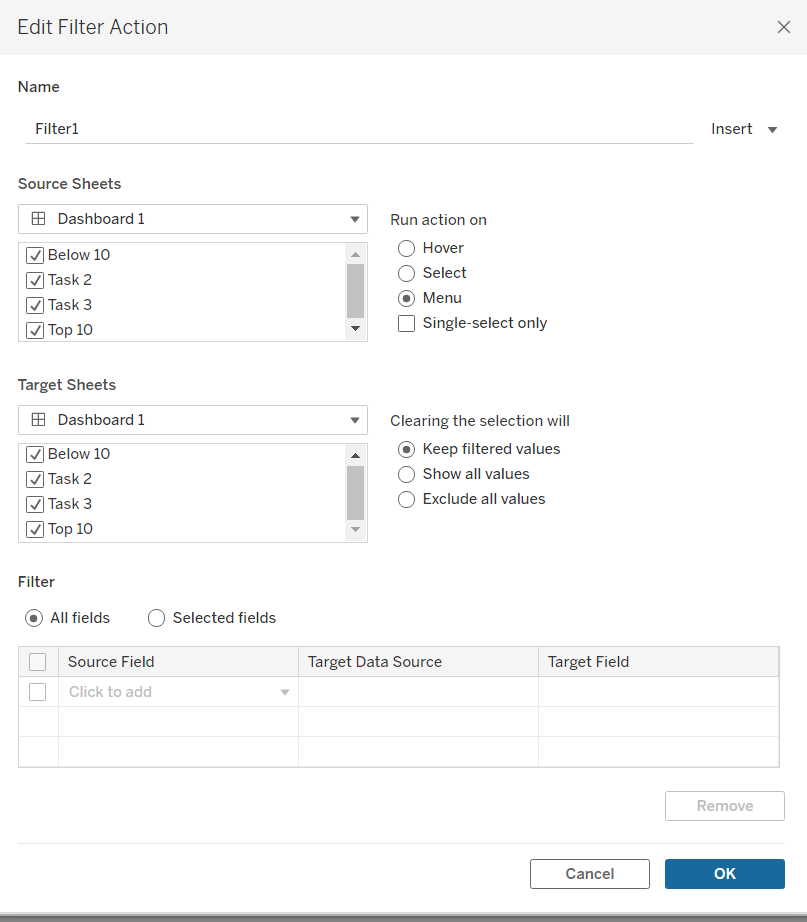 Edit Filter Action
Name
Filter1
Insert
Source Sheets
Dashboard 1
Below 10
Task 2
Task 3
Top 10
Run action on
Hover
Select
Menu
Single-select only
Target Sheets
Dashboard 1
Below 10
Task 2
Task 3
Top 10
Clearing the selection will
Keep filtered values
Show all values
Exclude all values
Filter
All fields Selected fields
Source Field Target Data Source Target Field
Click to add
Remove
Cancel OK